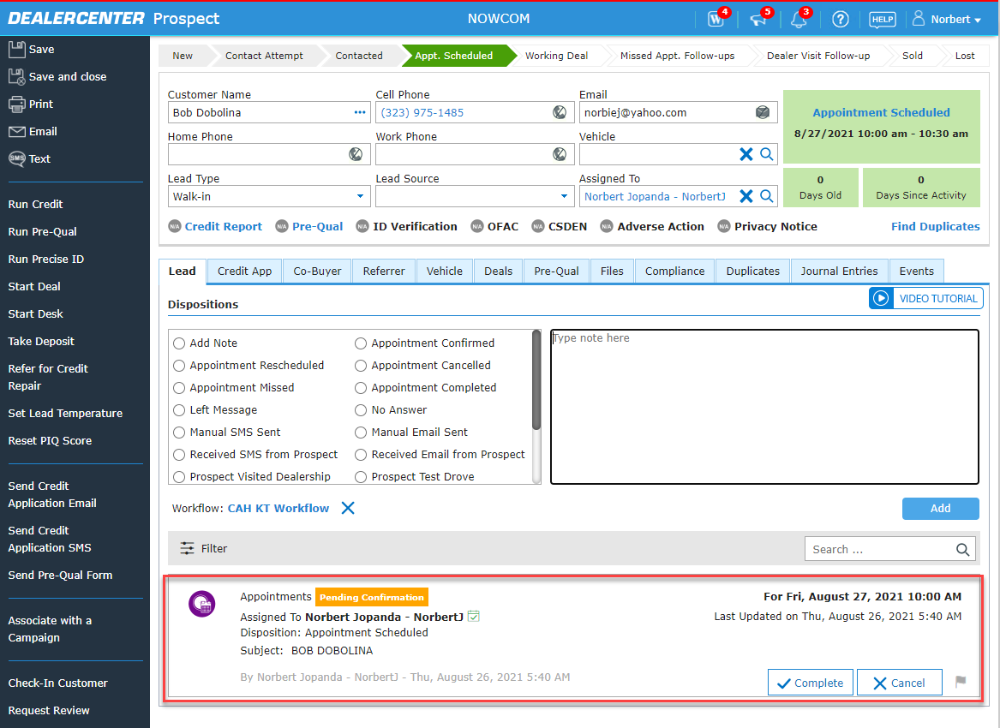 DEALERCENTER Prospect
NOWCOM
W 4
5
3
?
HELP
Norbert
Save
Save and close
Print
Email
SMS Text
Run Credit
Run Pre-Qual
Run Precise ID
Start Deal
Start Desk
Take Deposit
Refer for Credit
Repair
Set Lead Temperature
Reset PIQ Score
Send Credit
Application Email
Send Credit
Application SMS
Send Pre-Qual Form
Associate with a
Campaign
Check-In Customer
Request Review
New
Contact Attempt
Contacted
Appt. Scheduled
Working Deal
Missed Appt. Follow-ups
Dealer Visit Follow-up
Sold
Lost
Customer Name
Cell Phone
Email
Bob Dobolina
(323) 975-1485
norbiej@yahoo.com
Home Phone
Work Phone
Vehicle
Lead Type
Lead Source
Assigned To
Walk-in
Norbert Jopanda - NorbertJ
Appointment Scheduled
8/27/2021 10:00 am - 10:30 am
0
Days Old
0
Days Since Activity
N/A Credit Report
N/A Pre-Qual
N/A ID Verification
N/A OFAC
N/A CSDEN
N/A Adverse Action
N/A Privacy Notice
Find Duplicates
Lead
Credit App
Co-Buyer
Referrer
Vehicle
Deals
Pre-Qual
Files
Compliance
Duplicates
Journal Entries
Events
Dispositions
VIDEO TUTORIAL
Add Note
Appointment Confirmed
Appointment Rescheduled
Appointment Cancelled
Appointment Missed
Appointment Completed
Left Message
No Answer
Manual SMS Sent
Manual Email Sent
Received SMS from Prospect
Received Email from Prospect
Prospect Visited Dealership
Prospect Test Drove
Type note here
Workflow: CAH KT Workflow
Add
Filter
Search ...
Appointments Pending Confirmation
For Fri, August 27, 2021 10:00 AM
Assigned To Norbert Jopanda - NorbertJ
Last Updated on Thu, August 26, 2021 5:40 AM
Disposition: Appointment Scheduled
Subject: BOB DOBOLINA
By Norbert Jopanda - NorbertJ - Thu, August 26, 2021 5:40 AM
Complete
Cancel